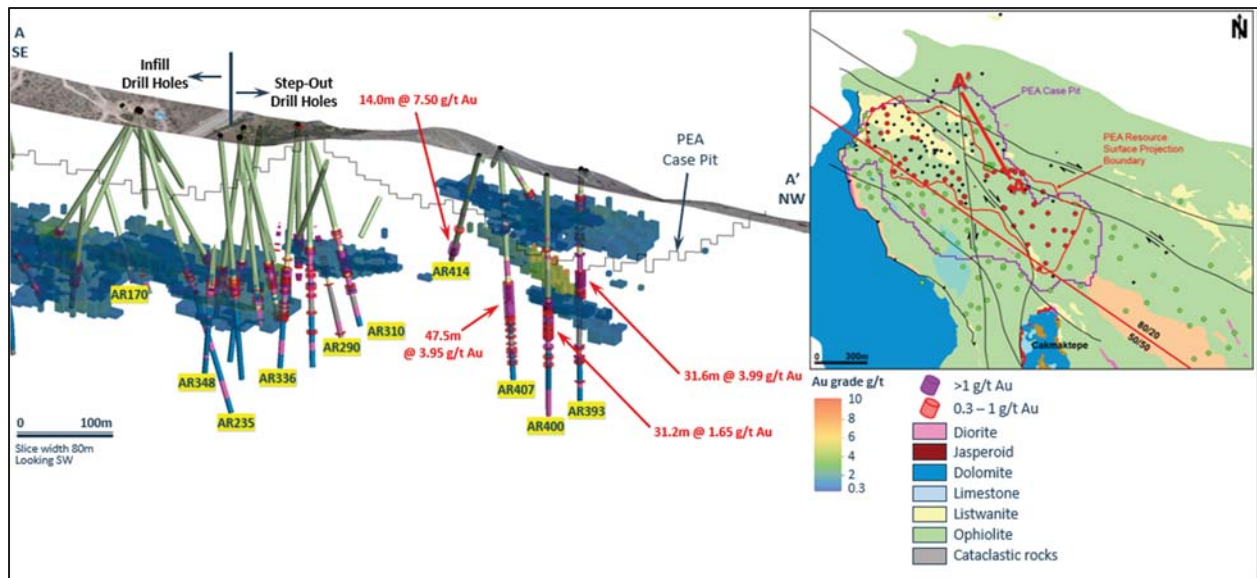 A
SE
Infill
Drill Holes
Step-Out
Drill Holes
14.0m @ 7.50 g/t Au
PEA
Case Pit
A'
NW
AR170
AR414
AR310
AR290
AR348
AR336
AR235
47.5m
@ 3.95 g/t Au
AR407
AR400
AR393
31.6m @ 3.99 g/t Au
31.2m @ 1.65 g/t Au
0 100m
Slice width 80m
Looking SW
N
A'
PEA Case Pit
PEA Resource
Surface Projection
Boundary
A
80/20
50/50
Cakmaktepe
0 300m
Au grade g/t
10
8
6
4
2
0.3
>1 g/t Au
0.3 – 1 g/t Au
Diorite
Jasperoid
Dolomite
Limestone
Listwanite
Ophiolite
Cataclastic rocks